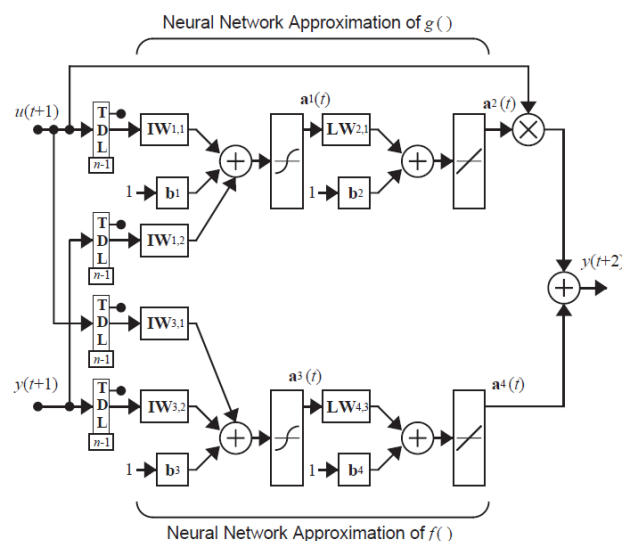 Neural Network Approximation of g ( )
a1(t)
a2(t)
u(t+1)
T
D
L
n-1
IW1,1
LW2,1
1
b1
1
b2
T
D
L
n-1
IW1,2
y(t+2)
T
D
L
n-1
IW3,1
a3(t)
a4(t)
y(t+1)
T
D
L
n-1
IW3,2
LW4,3
1
b3
1
b4
Neural Network Approximation of f ( )